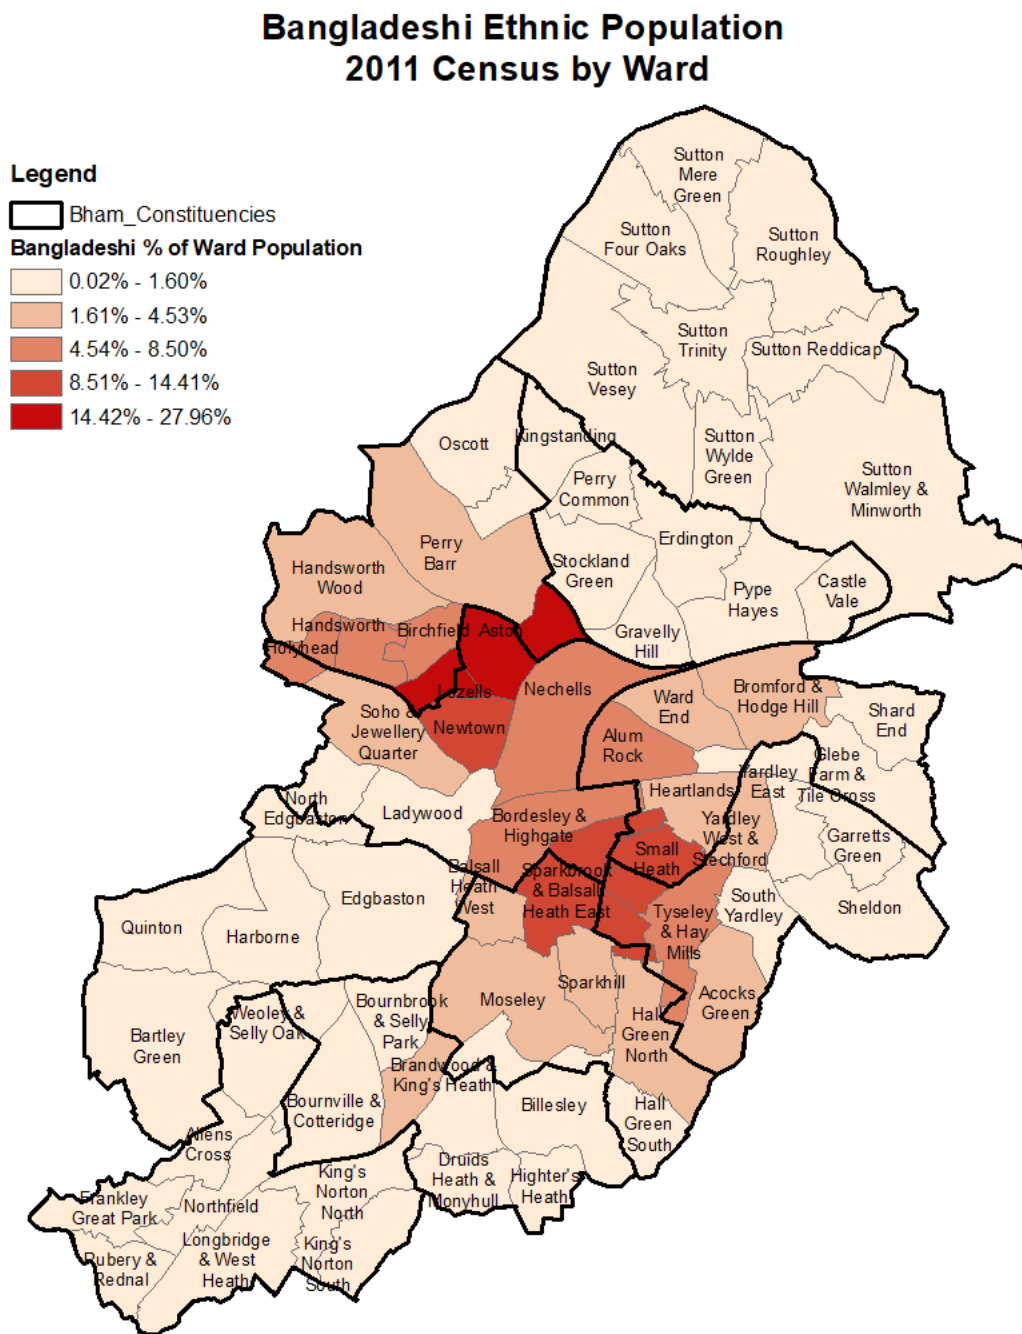 Bangladeshi Ethnic Population
2011 Census by Ward
Legend
Bham_Constituencies
Bangladeshi % of Ward Population
0.02% - 1.60%
1.61% - 4.53%
4.54% - 8.50%
8.51% - 14.41%
14.42% - 27.96%
Sutton
Mere
Green
Sutton
Four Oaks
Sutton
Roughley
Sutton
Trinity
Sutton Reddicap
Sutton
Vesey
Sutton
Wylde
Green
Sutton
Walmley &
Minworth
Oscott
Kingstanding
Perry
Common
Erdington
Perry
Barr
Stockland
Green
Handsworth
Wood
Pype
Hayes
Castle
Vale
Handsworth
Birchfield
Aston
Gravelly
Hill
Holyhead
Lozells
Nechells
Ward
End
Bromford &
Hodge Hill
Shard
End
Soho &
Jewellery
Quarter
Newtown
Alum
Rock
Glebe
Farm &
Tile Cross
Yardley
East
North
Edgbaston
Ladywood
Heartlands
Bordesley &
Highgate
Yardley
West &
Stechford
Garretts
Green
Small
Heath
Balsall
Heath
West
Sparkbrook
& Balsall
Heath East
Edgbaston
South
Yardley
Sheldon
Quinton
Harborne
Tyseley
& Hay
Mills
Sparkhill
Moseley
Acocks
Green
Bournbrook
& Selly
Park
Weoley &
Selly Oak
Hall
Green
North
Bartley
Green
Brandwood &
King's Heath
Bournville &
Cotteridge
Billesley
Hall
Green
South
Allens
Cross
Druids
Heath &
Monyhull
Highter's
Heath
King's
Norton
North
Frankley
Great Park
Northfield
Longbridge
& West
Heath
King's
Norton
South
Rubery &
Rednal